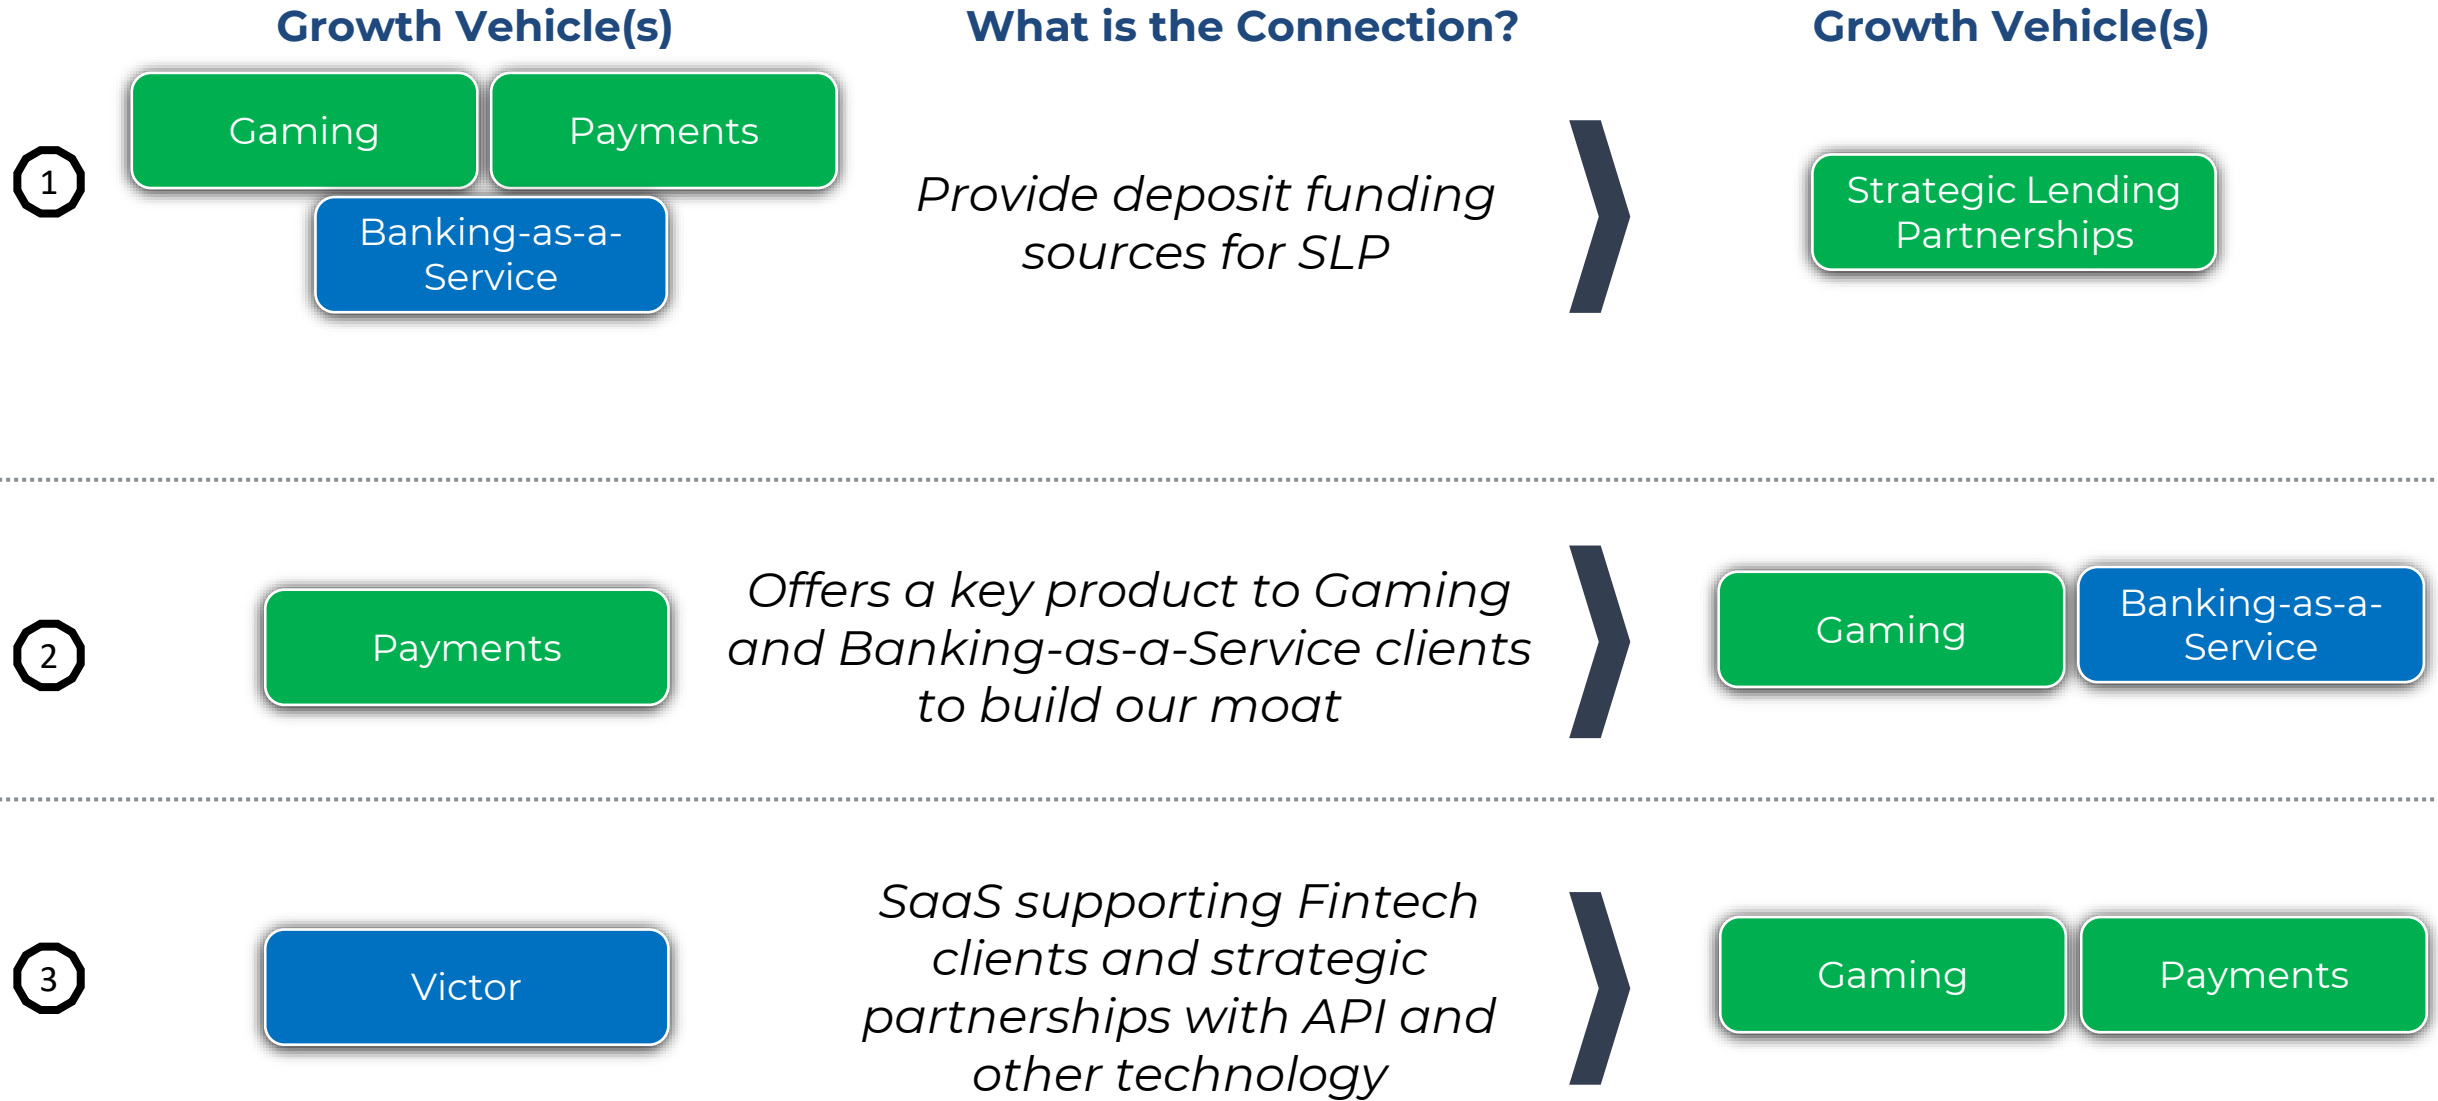 Growth Vehicle(s)
What is the Connection?
Growth Vehicle(s)
1
Gaming
Payments
Banking-as-a-
Service
Provide deposit funding
sources for SLP
Strategic Lending
Partnerships
2
Payments
Offers a key product to Gaming
and Banking-as-a-Service clients
to build our moat
Gaming
Banking-as-a-
Service
3
Victor
SaaS supporting Fintech
clients and strategic
partnerships with API and
other technology
Gaming
Payments